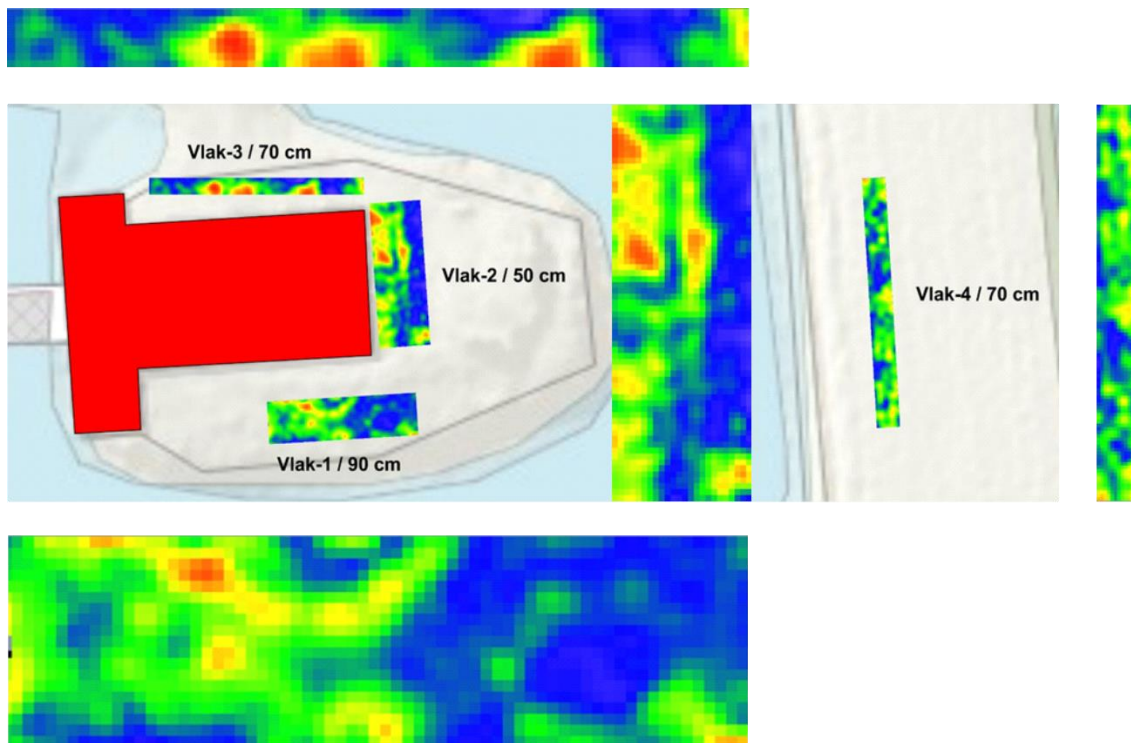 Vlak-3 / 70 cm
Vlak-2 / 50 cm
Vlak-4 / 70 cm
Vlak-1 / 90 cm